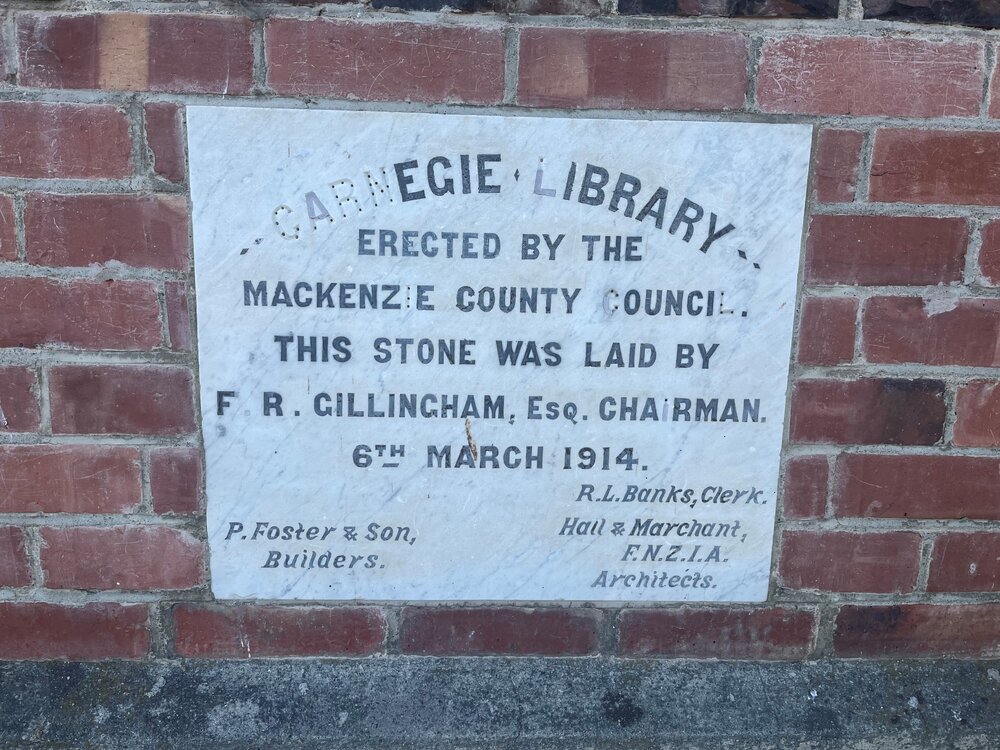 CARNEGIE · LIBRARY
ERECTED BY THE
MACKENZIE COUNTY COUNCIL.
THIS STONE WAS LAID BY
F. R. GILLINGHAM, ESQ. CHAIRMAN.
6TH MARCH 1914.
R.L. Banks, Clerk.
P. Foster & Son,
Builders.
Hall & Marchant,
F.N.Z.I.A.
Architects.